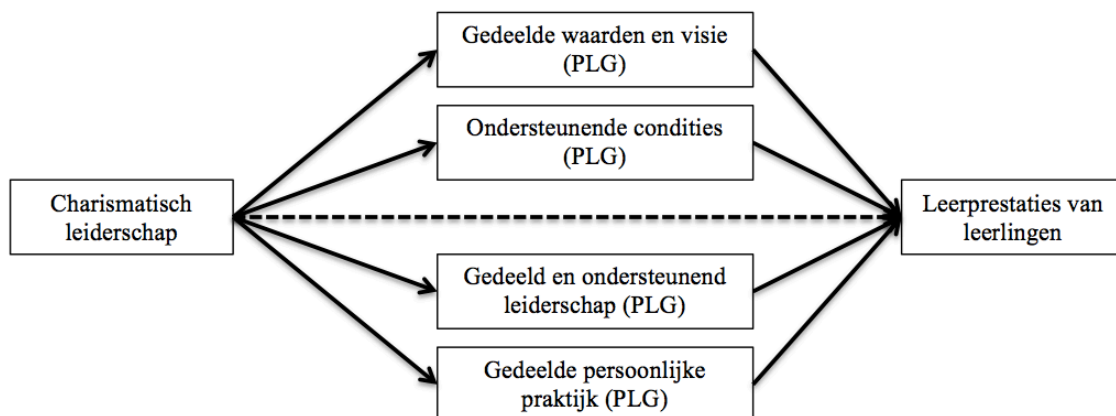 Gedeelde waarden en visie
(PLG)
Ondersteunende condities
(PLG)
Charismatisch
leiderschap
Leerprestaties van
leerlingen
Gedeeld en ondersteunend
leiderschap (PLG)
Gedeelde persoonlijke
praktijk (PLG)